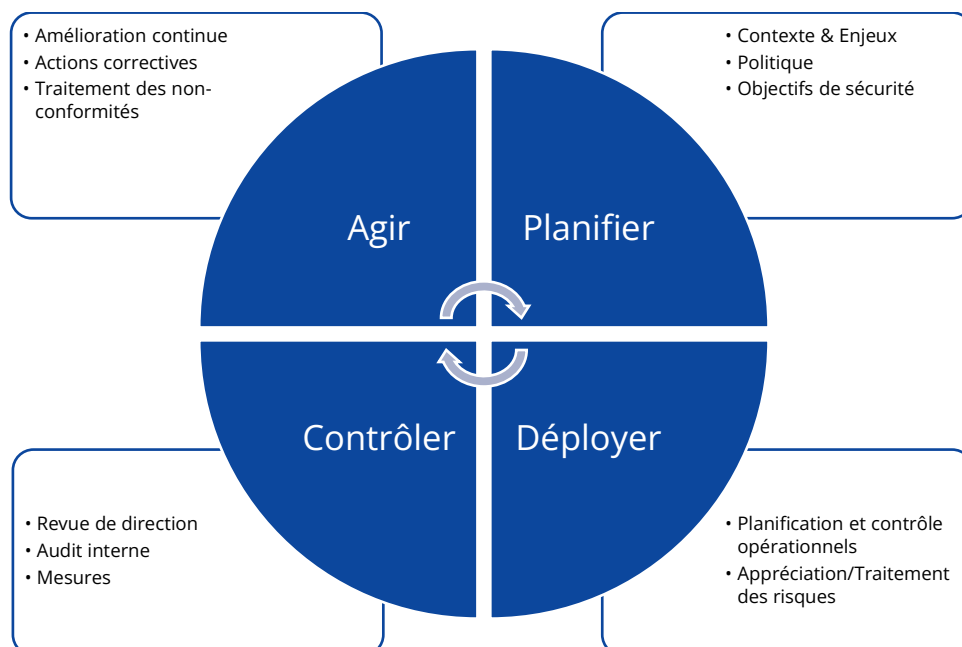 • Amélioration continue
• Actions correctives
• Traitement des non-
conformités
• Contexte & Enjeux
• Politique
• Objectifs de sécurité
Agir
Planifier
Contrôler
Déployer
• Revue de direction
• Audit interne
• Mesures
• Planification et contrôle
opérationnels
• Appréciation/Traitement
des risques